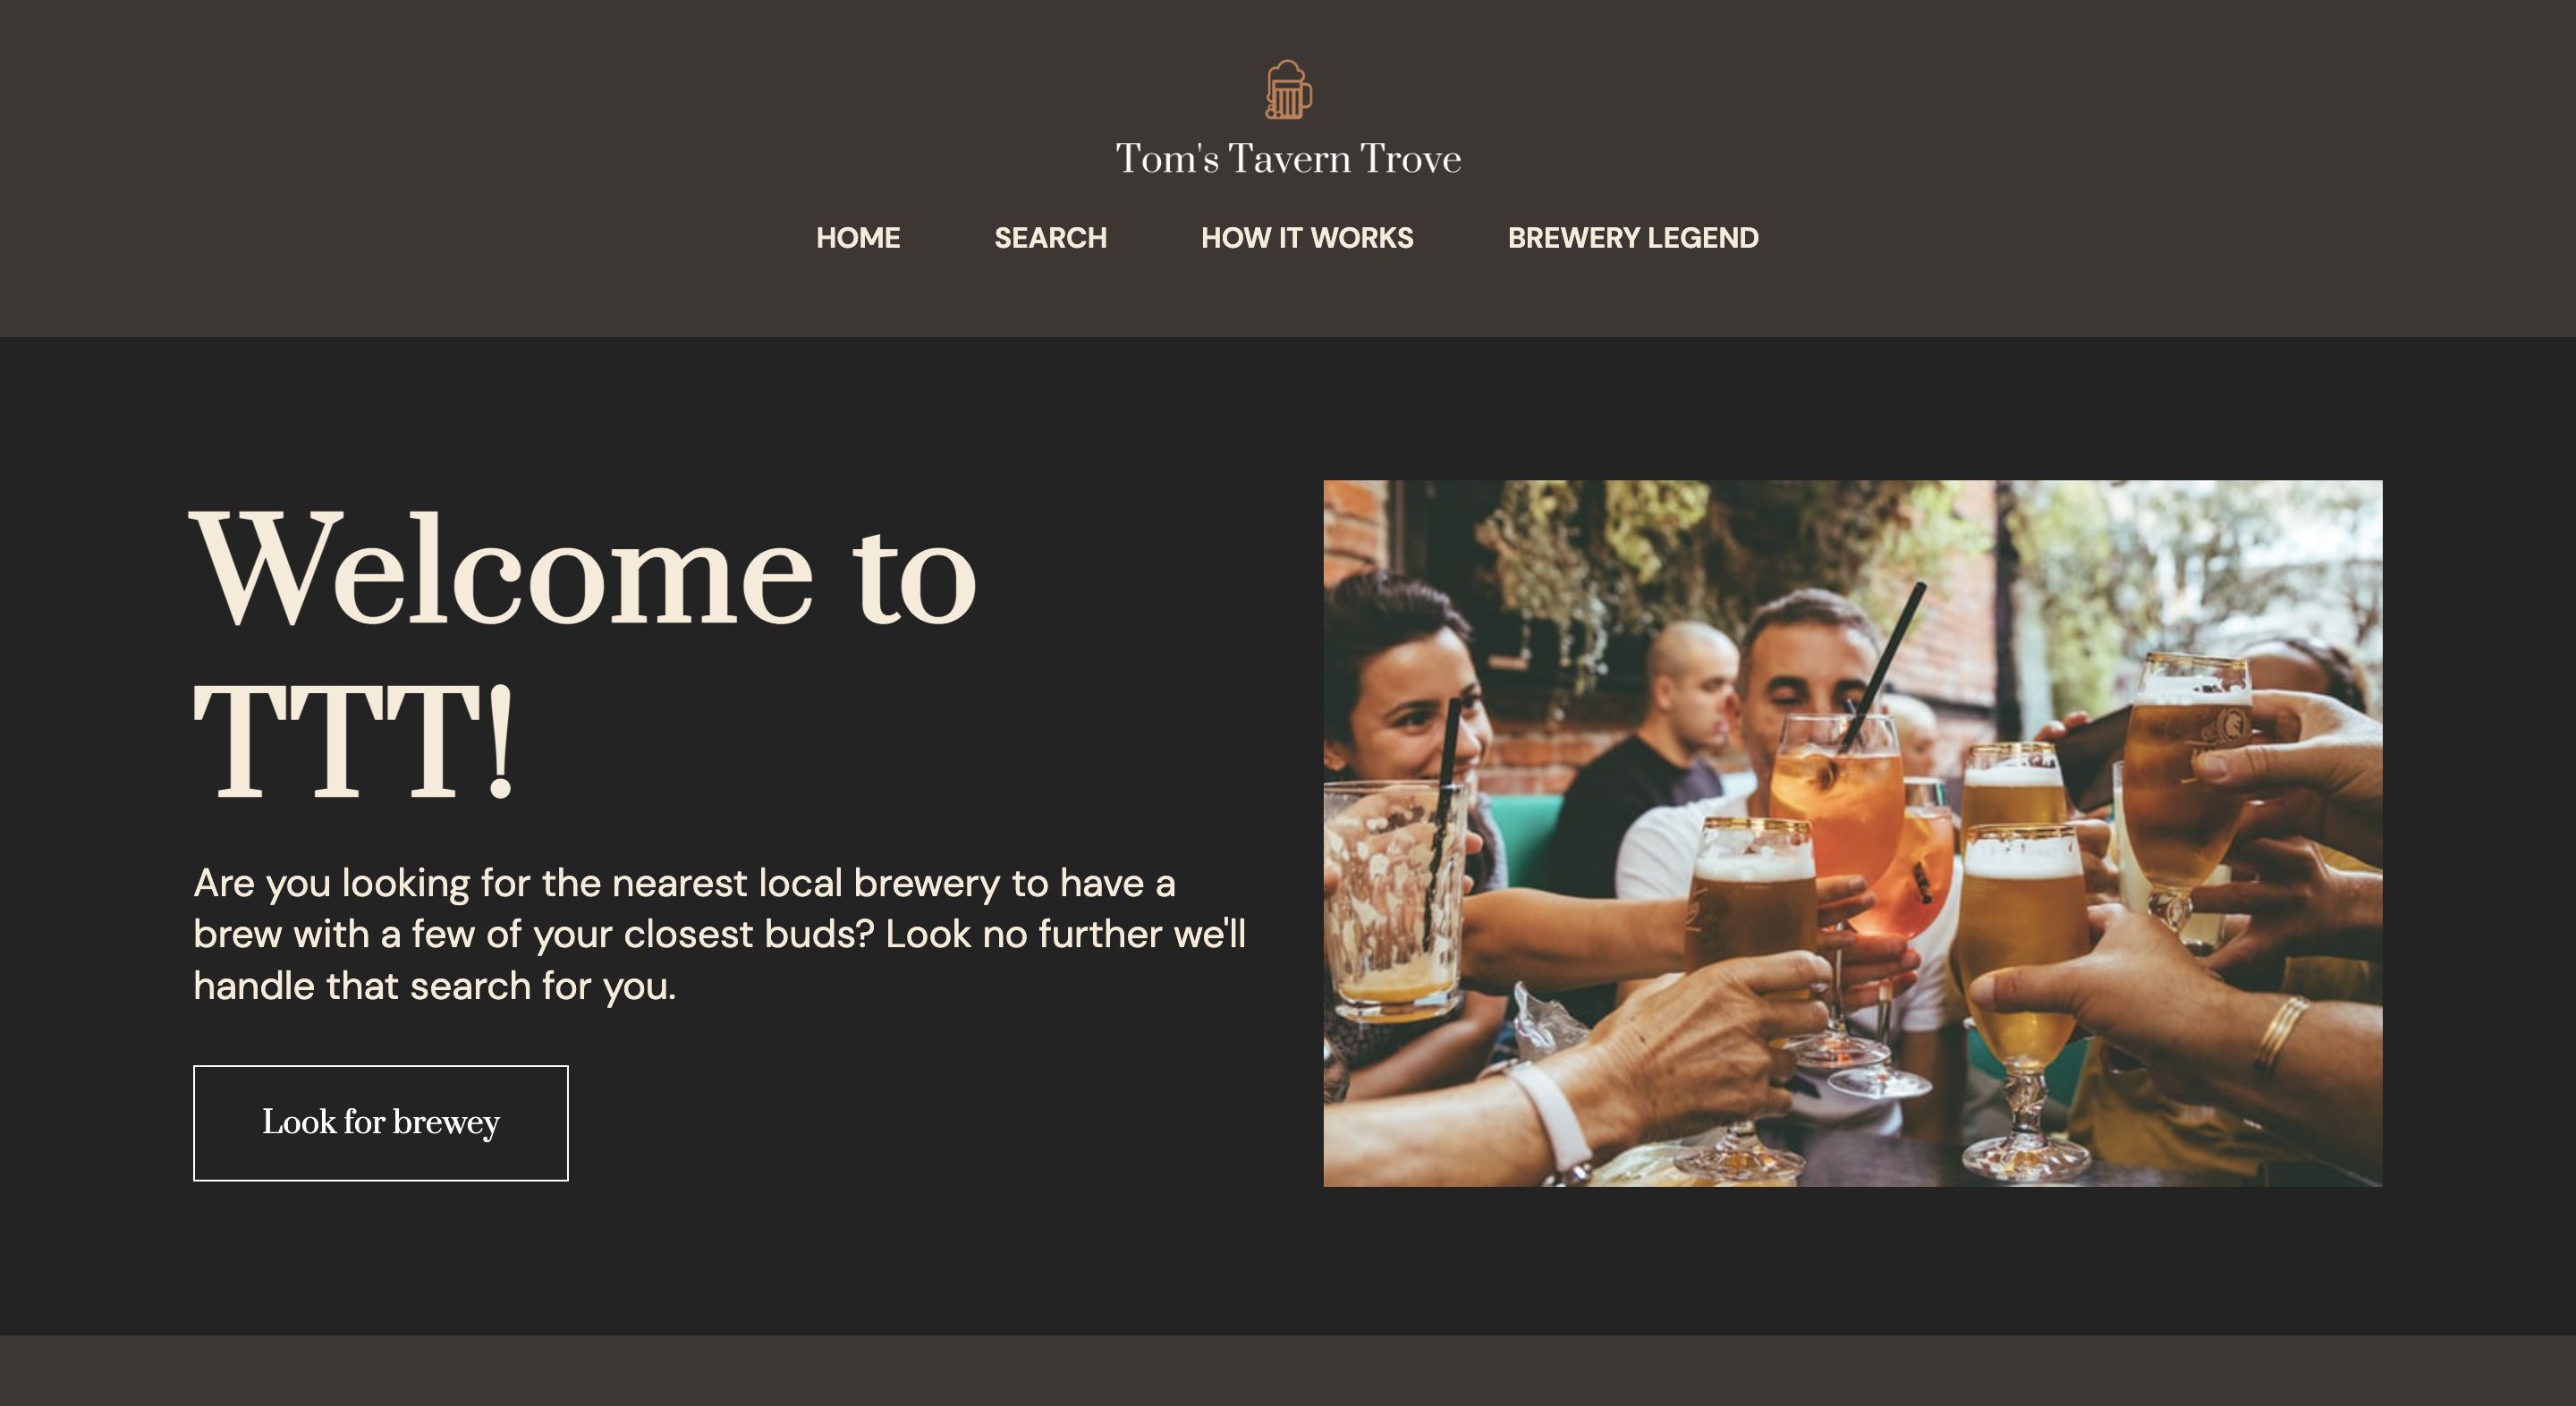 Tom's Tavern Trove
HOME SEARCH HOW IT WORKS BREWERY LEGEND
Welcome to
TTT!
Are you looking for the nearest local brewery to have a
brew with a few of your closest buds? Look no further we'll
handle that search for you.
Look for brewey